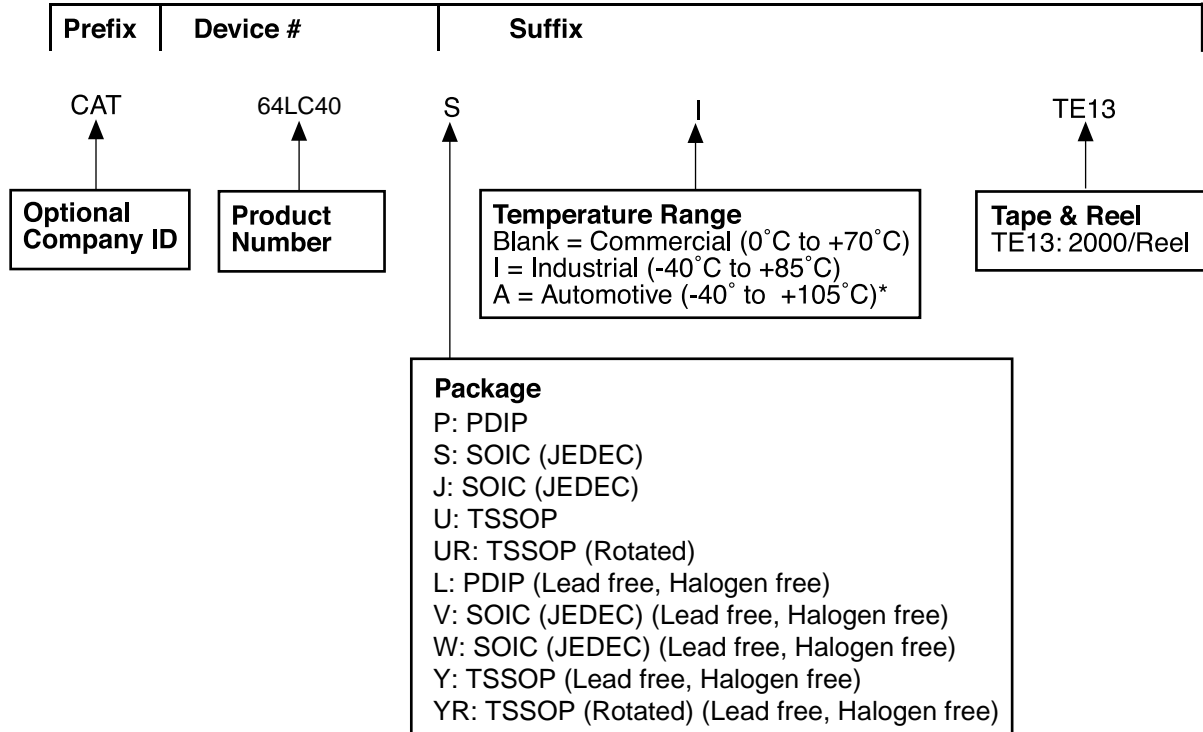 Prefix Device # Suffix
CAT 64LC40 S I TE13
Optional
Company ID
Product
Number
Temperature Range
Blank = Commercial (0˚C to +70˚C)
I = Industrial (-40˚C to +85˚C)
A = Automotive (-40˚ to +105˚C)*
Tape & Reel
TE13: 2000/Reel
Package
P: PDIP
S: SOIC (JEDEC)
J: SOIC (JEDEC)
U: TSSOP
UR: TSSOP (Rotated)
L: PDIP (Lead free, Halogen free)
V: SOIC (JEDEC) (Lead free, Halogen free)
W: SOIC (JEDEC) (Lead free, Halogen free)
Y: TSSOP (Lead free, Halogen free)
YR: TSSOP (Rotated) (Lead free, Halogen free)